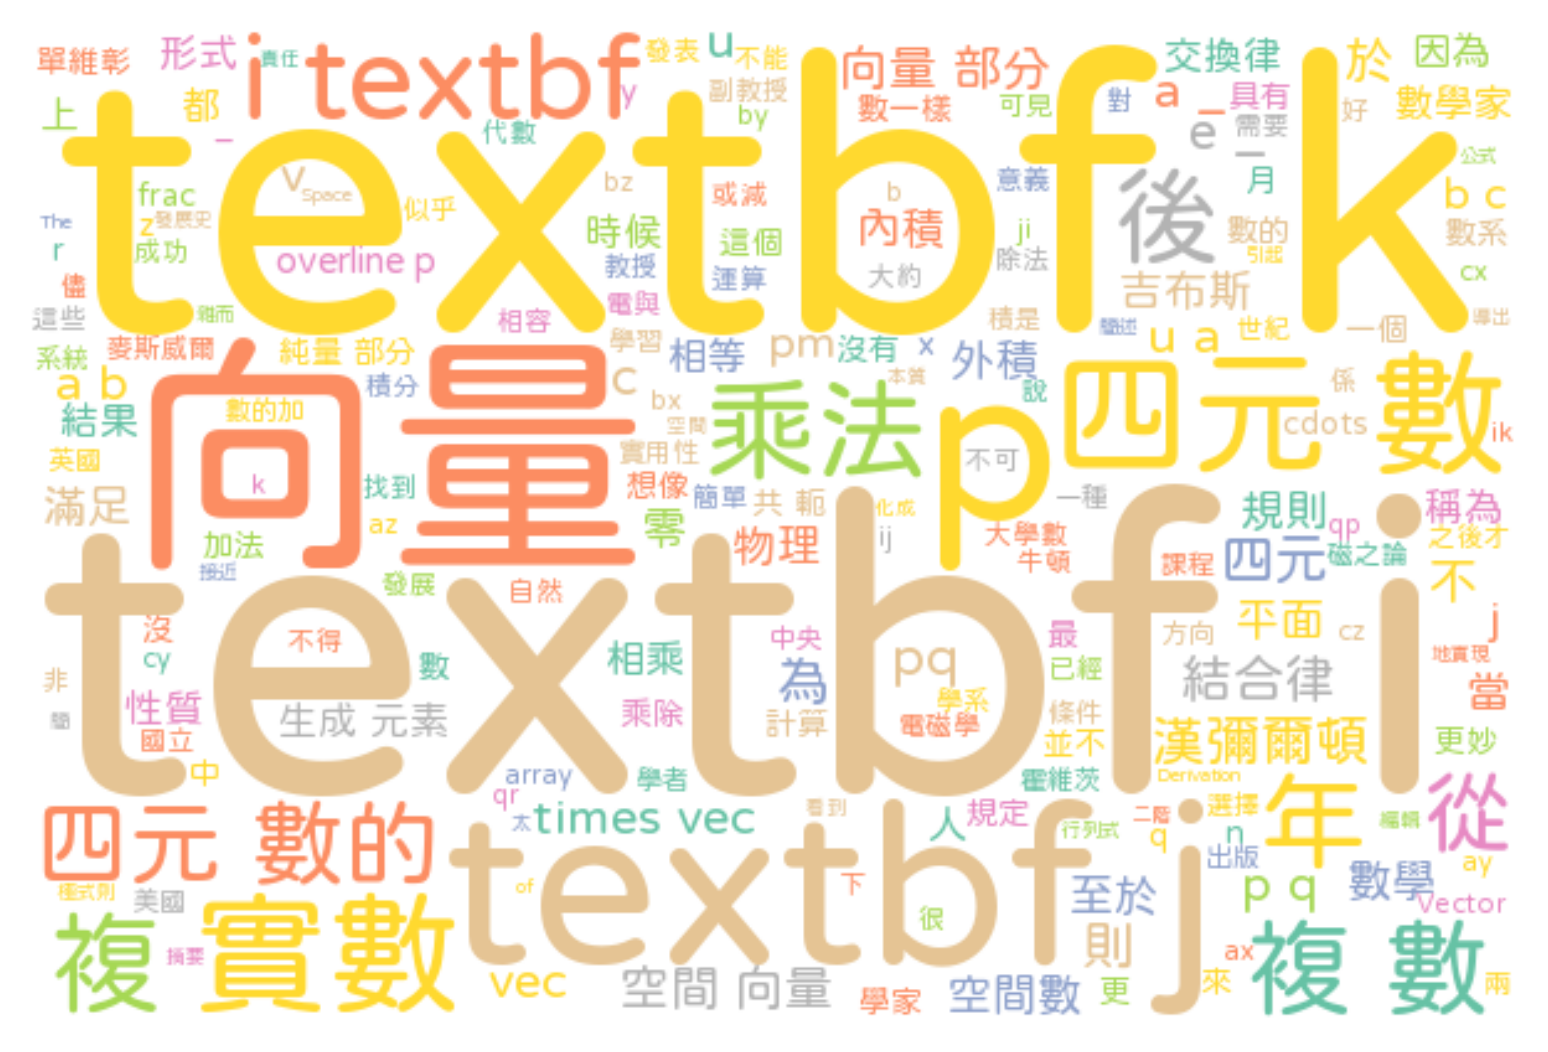 單維彰 形式 i textbf 責任 發表 u 不能 向量 部分 交換律 於 因為
上 都 y 副教授 數一樣 可見 對 a _ 具有 好 數學家
textbf k
代數 by e 需要 公式
frac V Space 似乎 bz 或減 b 意義 後 月 b c
The z 發展史 時候 這個 內積 ji 數的 數系
r 成功 overline p 教授 運算 大約 除法 引起 cx
儘 電與 吉布斯
這些 雜而 相容 積是 簡述 世紀 一個 導出
系統 麥斯威爾 純量 部分 學習 相等 pm 沒有 x 外積 u a
a b 向量 積分 c 本質 說 四元 數 係
結果 數的加 bx 空間 乘法 p cdots ik
英國 實用性 不可
滿足 k 找到 想像 簡單 共 軛 化成 一種 規則 稱為
加法 az 零 物理 ij 大學數 qp 之後才
接近 牛頓 課程 四元 磁之論
textbf i
發展 自然 不
沒 不得 中央 最 方向 平面 cz j
cy 數 相乘 pq 已經 地實現
非 為 學系 結合律 當
簡 性質 生成 元素 乘除 計算 電磁學 條件
國立 並不 漢彌爾頓 更妙
中 array 學者 霍維茨 Derivation
qr 看到 二階 選擇 年 從
四元 數的 太 times vec 人 規定 行列式 q n 編輯
textbf j
出版 ay
極式則 美國 of 下 至於 p q 數學 Vector
複 實數 很 則 複 數
摘要 vec 空間 向量 ax
學家 空間數 更 來 兩